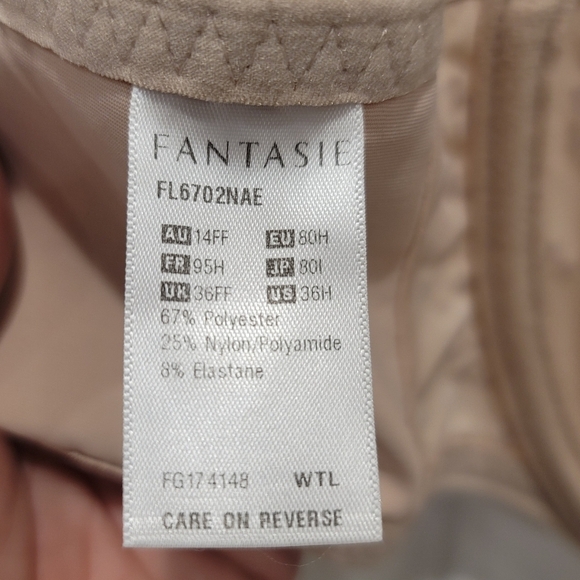 FANTASIE
FL6702NAE
AU 14FF EU 80H
FR 95H JP 80I
UK 36FF US 36H
67% Polyester
25% Nylon/Polyamide
8% Elastane
FG174148 WTL
CARE ON REVERSE